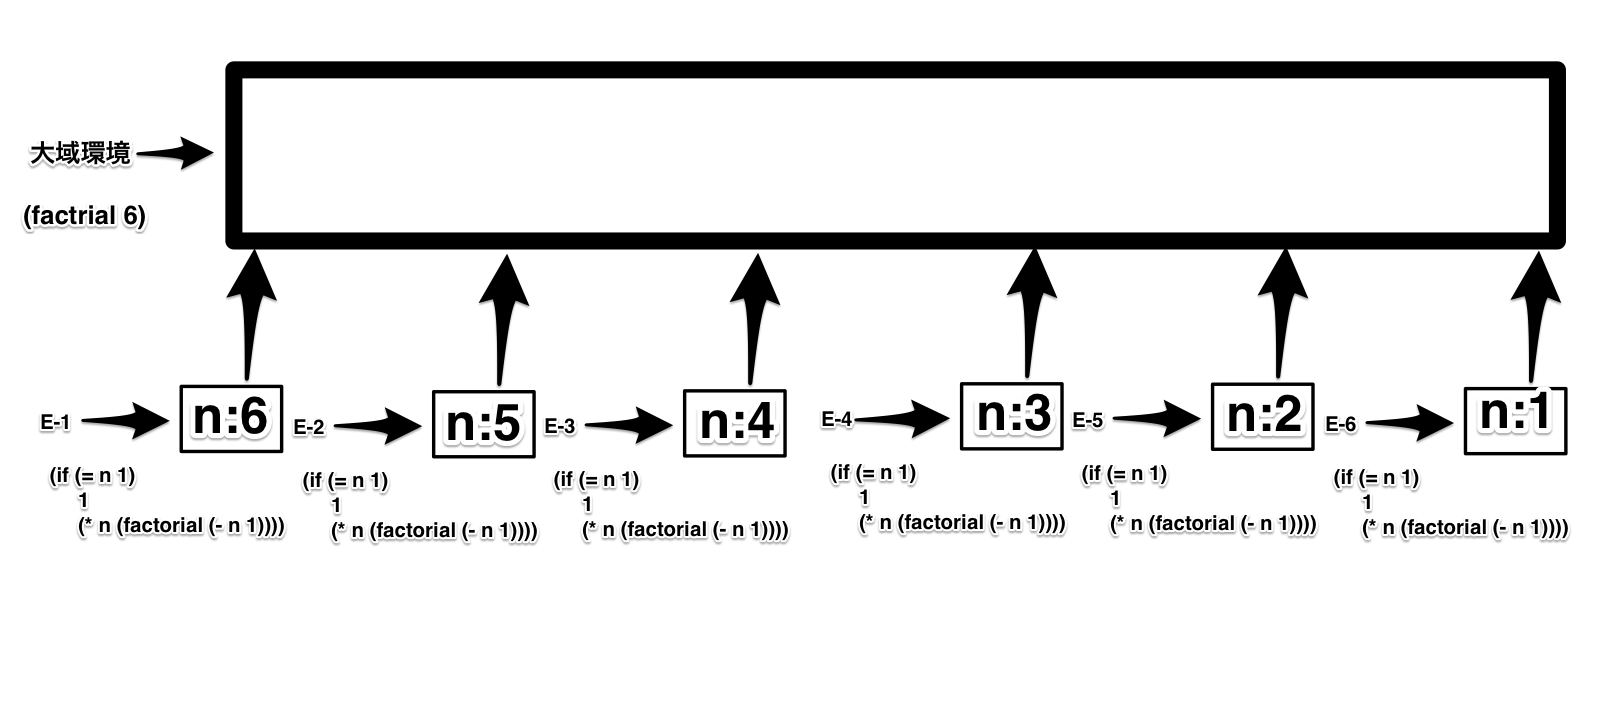 大域環境
(factrial 6)
E-1
n:6
(if (= n 1)
1
(* n (factorial (- n 1))))
E-2
n:5
(if (= n 1)
1
(* n (factorial (- n 1))))
E-3
n:4
(if (= n 1)
1
(* n (factorial (- n 1))))
E-4
n:3
(if (= n 1)
1
(* n (factorial (- n 1))))
E-5
n:2
(if (= n 1)
1
(* n (factorial (- n 1))))
E-6
n:1
(if (= n 1)
1
(* n (factorial (- n 1))))